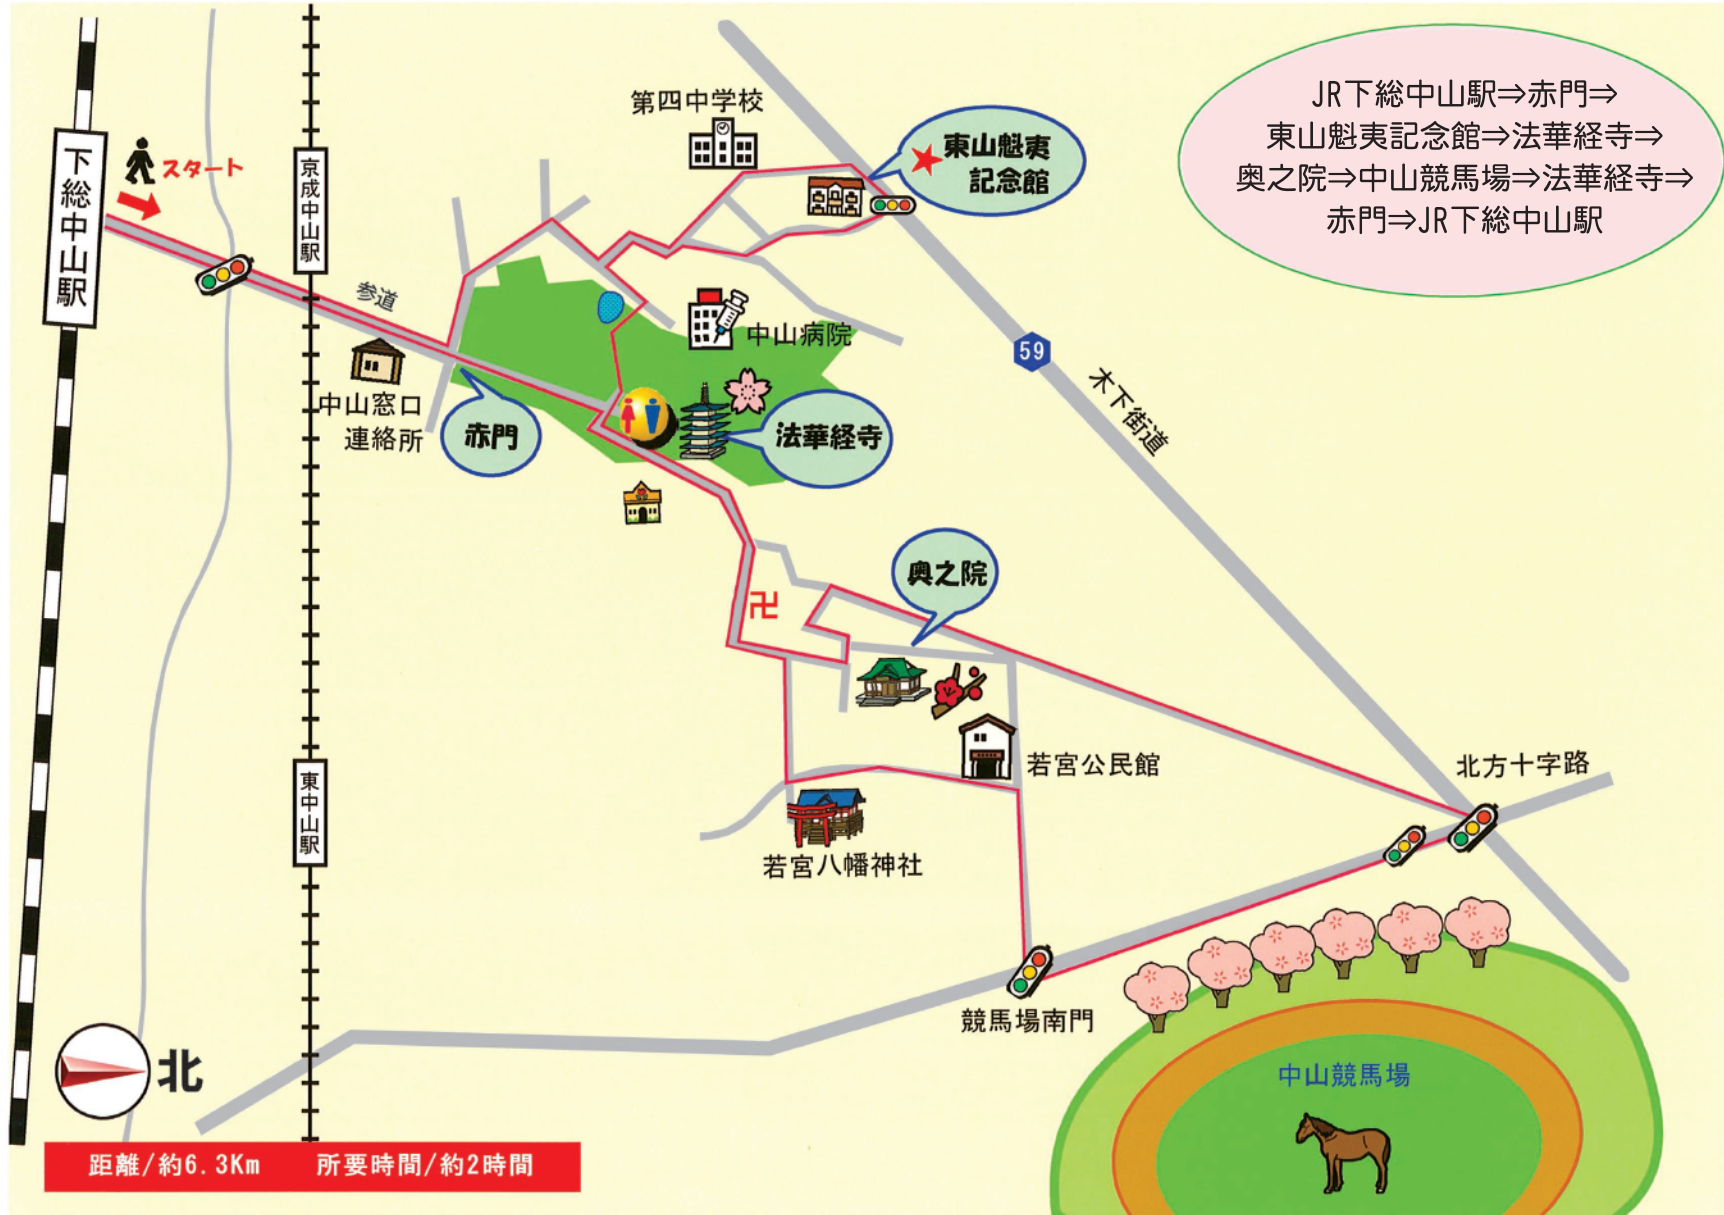 JR下総中山駅⇒赤門⇒
東山魁夷記念館⇒法華経寺⇒
奥之院⇒中山競馬場⇒法華経寺⇒
赤門⇒JR下総中山駅
第四中学校
東山魁夷
記念館
下総中山駅
スタート
京成中山駅
参道
中山病院
59
木下街道
中山窓口
連絡所
赤門
法華経寺
奥之院
卍
若宮公民館
北方十字路
東中山駅
若宮八幡神社
競馬場南門
中山競馬場
北
距離/約6.3Km 所要時間/約2時間